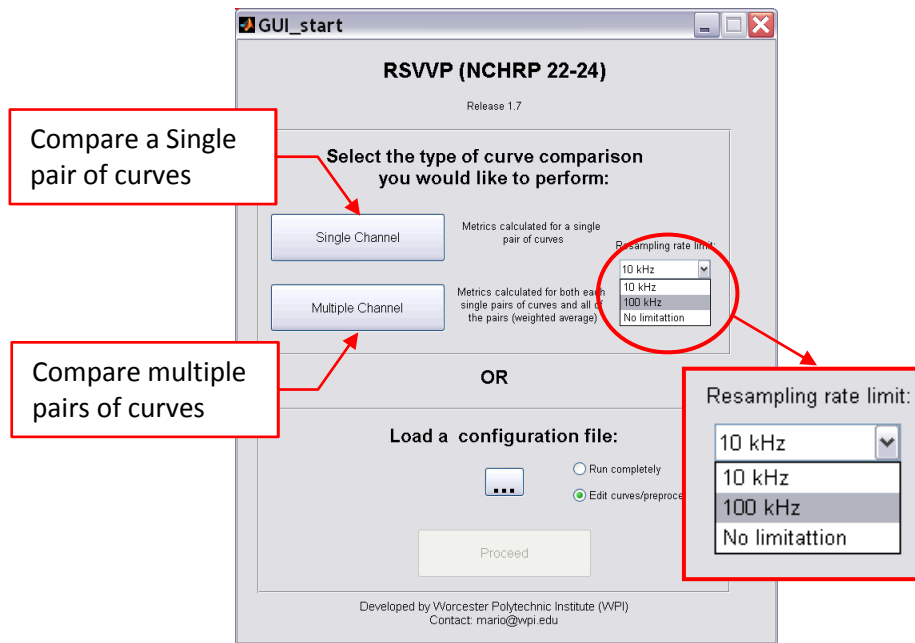 GUI_start
RSVVP (NCHRP 22-24)
Release 1.7
Compare a Single
pair of curves
Select the type of curve comparison
you would like to perform:
Single Channel
Metrics calculated for a single
pair of curves
Resampling rate limit:
10 kHz
10 kHz
100 kHz
No limitattion
Multiple Channel
Metrics calculated for both each
single pairs of curves and all of
the pairs (weighted average)
Compare multiple
pairs of curves
OR
Resampling rate limit:
10 kHz
10 kHz
100 kHz
No limitattion
Load a configuration file:
...
Run completely
Edit curves/preproce
Proceed
Developed by Worcester Polytechnic Institute (WPI)
Contact: mario@wpi.edu